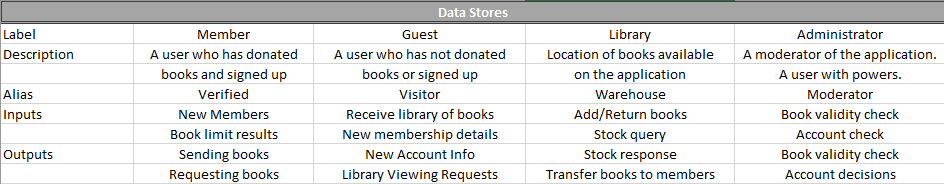 Data Stores
Label Member Guest Library Administrator
Description A user who has donated A user who has not donated Location of books available A moderator of the application.
books and signed up books or signed up on the application A user with powers.
Alias Verified Visitor Warehouse Moderator
Inputs New Members Receive library of books Add/Return books Book validity check
Book limit results New membership details Stock query Account check
Outputs Sending books New Account Info Stock response Book validity check
Requesting books Library Viewing Requests Transfer books to members Account decisions